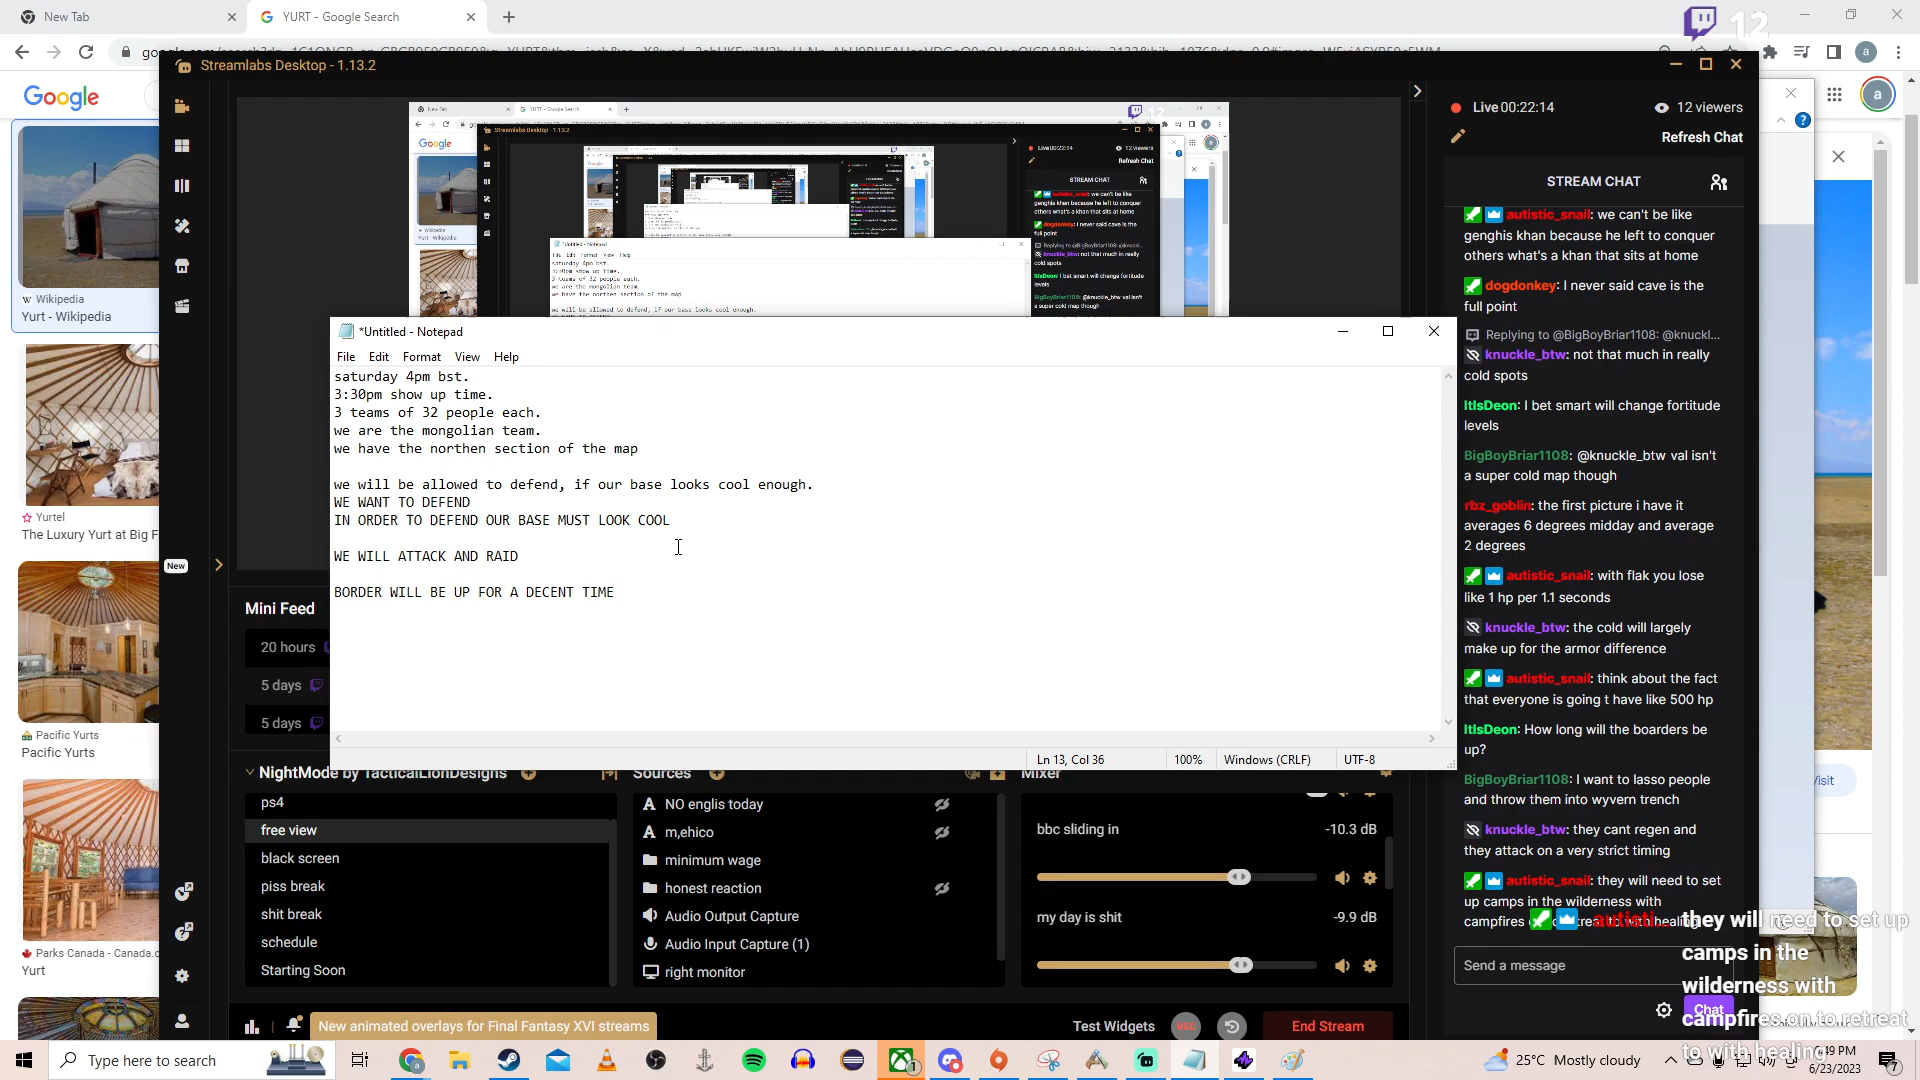 New Tab
YURT - Google Search
12
Streamlabs Desktop - 1.13.2
Google
Wikipedia
Yurt - Wikipedia
Yurtel
The Luxury Yurt at Big F
Pacific Yurts
Pacific Yurts
Parks Canada - Canada.c
Yurt
New
Live 00:22:14
12 viewers
Refresh Chat
STREAM CHAT
autistic_snail: we can't be like
genghis khan because he left to conquer
others what's a khan that sits at home
dogdonkey: I never said cave is the
full point
Replying to @BigBoyBriar1108: @knuckl...
knuckle_btw: not that much in really
cold spots
ItIsDeon: I bet smart will change fortitude
levels
BigBoyBriar1108: @knuckle_btw val isn't
a super cold map though
rbz_goblin: the first picture i have it
averages 6 degrees midday and average
2 degrees
autistic_snail: with flak you lose
like 1 hp per 1.1 seconds
knuckle_btw: the cold will largely
make up for the armor difference
autistic_snail: think about the fact
that everyone is going t have like 500 hp
ItIsDeon: How long will the boarders be
up?
BigBoyBriar1108: I want to lasso people
and throw them into wyvern trench
knuckle_btw: they cant regen and
they attack on a very strict timing
autistic_snail: they will need to set
up camps in the wilderness with
campfires
Send a message
Chat
they will need to set up
camps in the
wilderness with
campfires on to retreat
to with healing
*Untitled - Notepad
File Edit Format View Help
saturday 4pm bst.
3:30pm show up time.
3 teams of 32 people each.
we are the mongolian team.
we have the northen section of the map
we will be allowed to defend, if our base looks cool enough.
WE WANT TO DEFEND
IN ORDER TO DEFEND OUR BASE MUST LOOK COOL
WE WILL ATTACK AND RAID
BORDER WILL BE UP FOR A DECENT TIME
Ln 13, Col 36
100%
Windows (CRLF)
UTF-8
Mini Feed
20 hours
5 days
5 days
NightMode by TacticalLionDesigns
Sources
Mixer
ps4
free view
black screen
piss break
shit break
schedule
Starting Soon
NO englis today
m,ehico
minimum wage
honest reaction
Audio Output Capture
Audio Input Capture (1)
right monitor
bbc sliding in
-10.3 dB
my day is shit
-9.9 dB
New animated overlays for Final Fantasy XVI streams
Test Widgets
REC
End Stream
Type here to search
25°C Mostly cloudy
6/23/2023